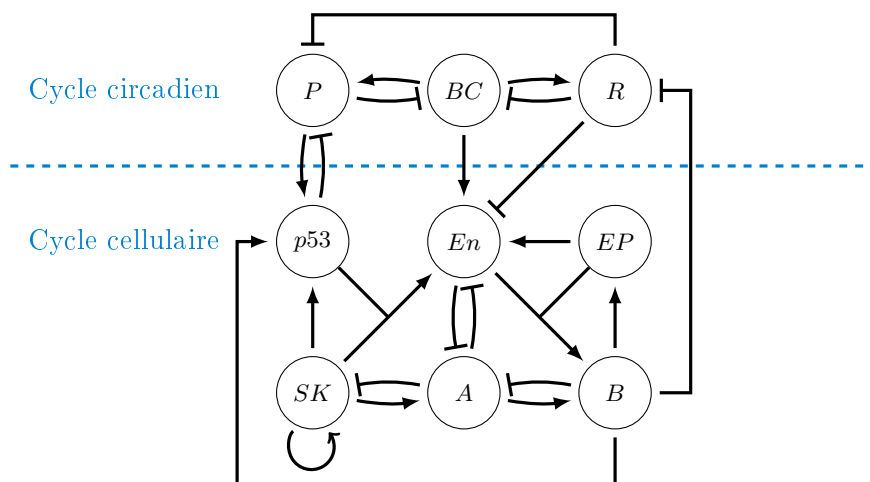 Cycle circadien
P BC R
Cycle cellulaire
p53 En EP
SK A B